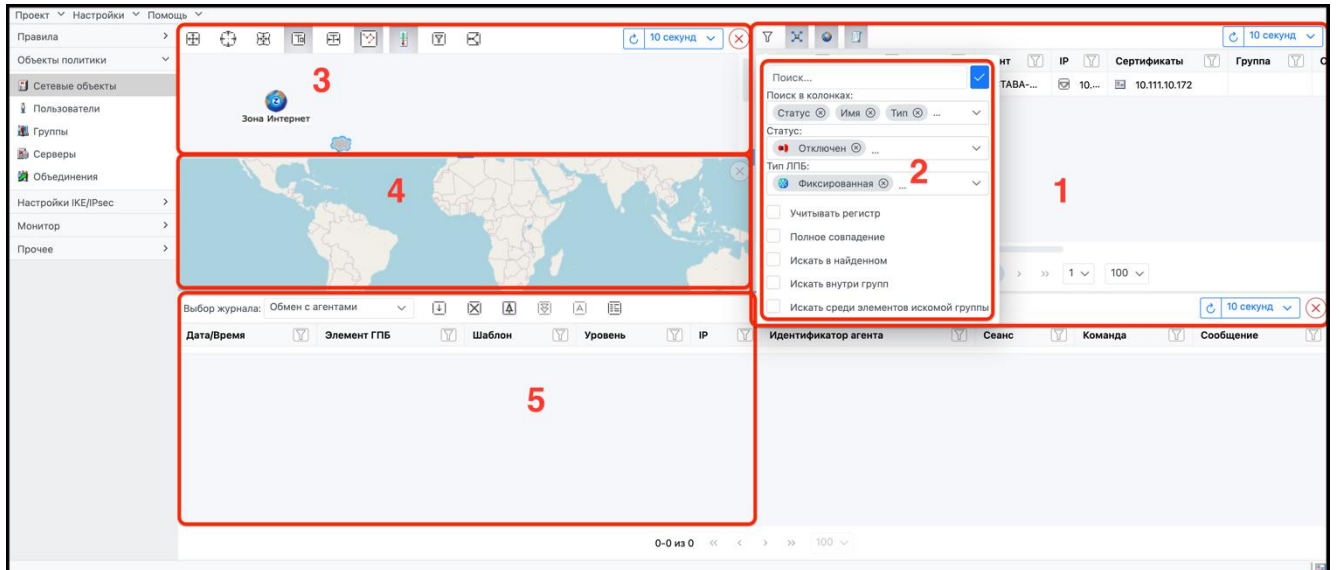 Проект Настройки Помощь
Правила
Объекты политики
Сетевые объекты
Пользователи
Группы
Серверы
Объединения
Настройки IKE/IPsec
Монитор
Прочее
10 секунд
3
Зона Интернет
4
10 секунд
нт IP Сертификаты Группа С
ТАВА-... 10.... 10.111.10.172
1
1 100
10 секунд
Поиск...
Поиск в колонках:
Статус Имя Тип ...
Статус:
Отключен ...
Тип ЛПБ:
Фиксированная ...
2
Учитывать регистр
Полное совпадение
Искать в найденном
Искать внутри групп
Искать среди элементов искомой группы
Выбор журнала: Обмен с агентами
Дата/Время Элемент ГПБ Шаблон Уровень IP Идентификатор агента Сеанс Команда Сообщение
5
0-0 из 0 100